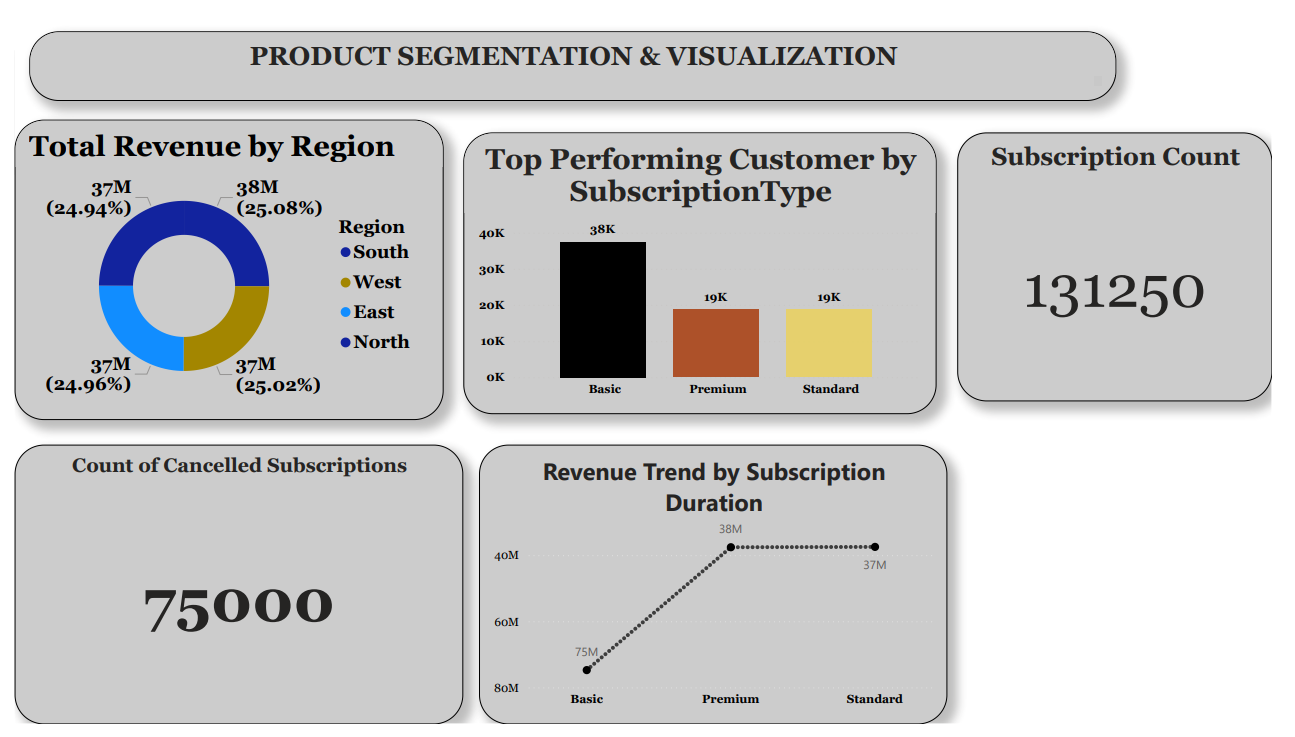 PRODUCT SEGMENTATION & VISUALIZATION
Total Revenue by Region
37M
(24.94%)
38M
(25.08%)
37M
(24.96%)
37M
(25.02%)
Region
South
West
East
North
Top Performing Customer by
SubscriptionType
40K
30K
20K
10K
0K
38K
19K
19K
Basic
Premium
Standard
Subscription Count
131250
Count of Cancelled Subscriptions
75000
Revenue Trend by Subscription
Duration
40M
60M
80M
75M
38M
37M
Basic
Premium
Standard